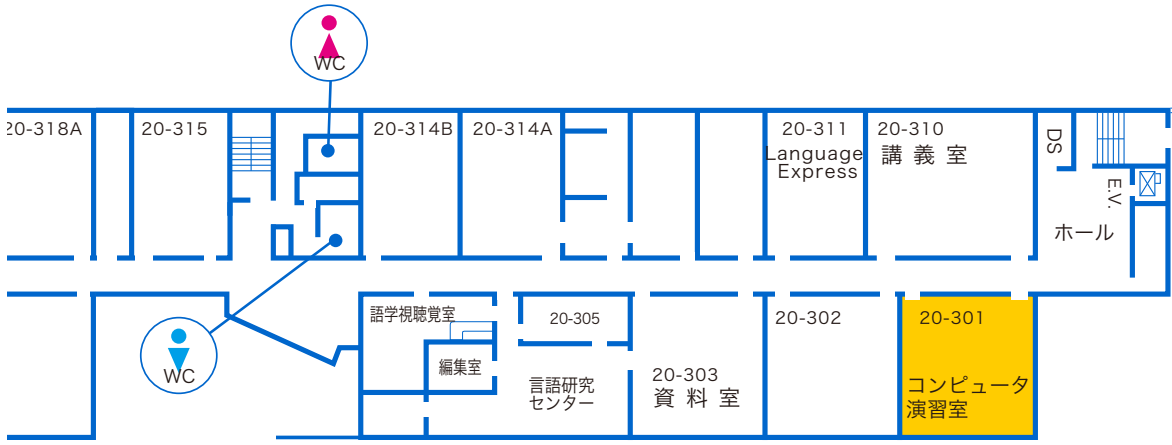 WC
20-318A
20-315
20-314B
20-314A
20-311
Language
Express
20-310
講義室
DS
E.V.
ホール
語学視聴覚室
20-305
編集室
言語研究
センター
20-303
資料室
20-302
20-301
コンピュータ
演習室
WC